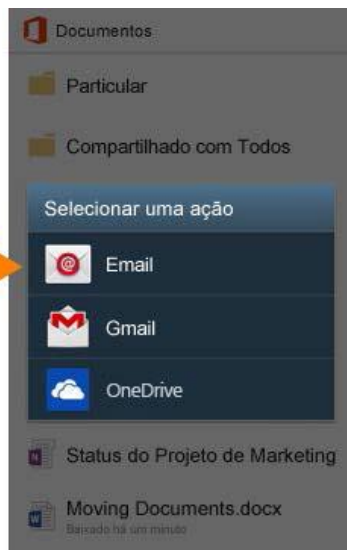 Documentos
Particular
Compartilhado com Todos
Selecionar uma ação
Email
Gmail
OneDrive
Status do Projeto de Marketing
Moving Documents.docx
Baixado há um minuto